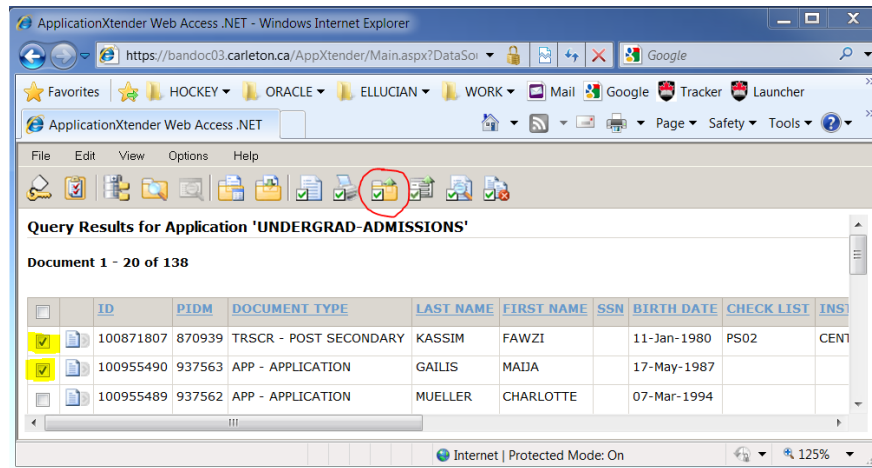 ApplicationXtender Web Access .NET - Windows Internet Explorer
https://bandoc03.carleton.ca/AppXtender/Main.aspx?DataSou
Google
Favorites HOCKEY ORACLE ELLUCIAN WORK Mail Google Tracker Launcher
ApplicationXtender Web Access .NET
Page Safety Tools
File Edit View Options Help
Query Results for Application 'UNDERGRAD-ADMISSIONS'
Document 1 - 20 of 138
ID PIDM DOCUMENT TYPE LAST NAME FIRST NAME SSN BIRTH DATE CHECK LIST INST
100871807 870939 TRSCR - POST SECONDARY KASSIM FAWZI 11-Jan-1980 PS02 CENT
100955490 937563 APP - APPLICATION GAILIS MAIJA 17-May-1987
100955489 937562 APP - APPLICATION MUELLER CHARLOTTE 07-Mar-1994
Internet | Protected Mode: On 125%